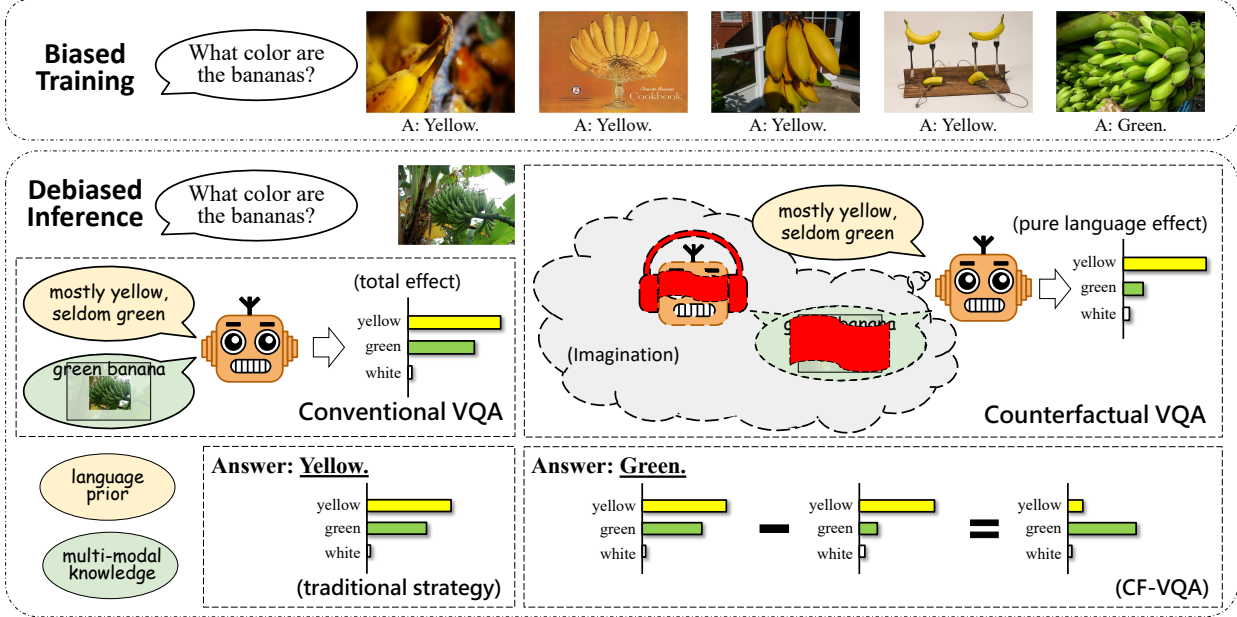 Biased
Training
What color are
the bananas?
Cookbook
A: Yellow.
A: Yellow.
A: Yellow.
A: Yellow.
A: Green.
Debiased
Inference
What color are
the bananas?
mostly yellow,
seldom green
green banana
(total effect)
yellow
green
white
Conventional VQA
mostly yellow,
seldom green
(Imagination)
(pure language effect)
yellow
green
white
Counterfactual VQA
language
prior
multi-modal
knowledge
Answer: Yellow.
yellow
green
white
(traditional strategy)
Answer: Green.
yellow
green
white
yellow
green
white
yellow
green
white
(CF-VQA)